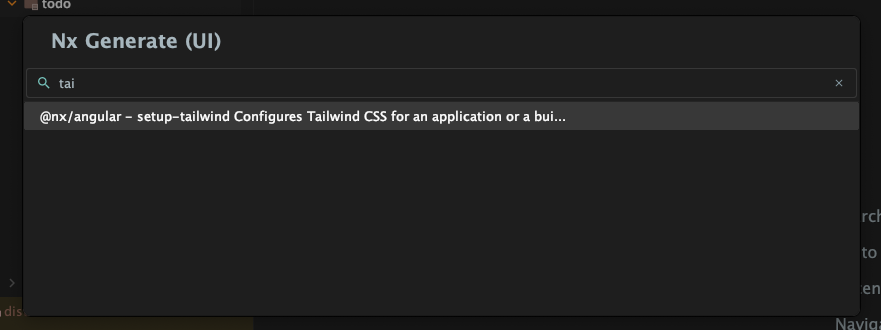 todo
Nx Generate (UI)
tai
@nx/angular – setup-tailwind Configures Tailwind CSS for an application or a bui...
rch
to
en
dis
Naviga